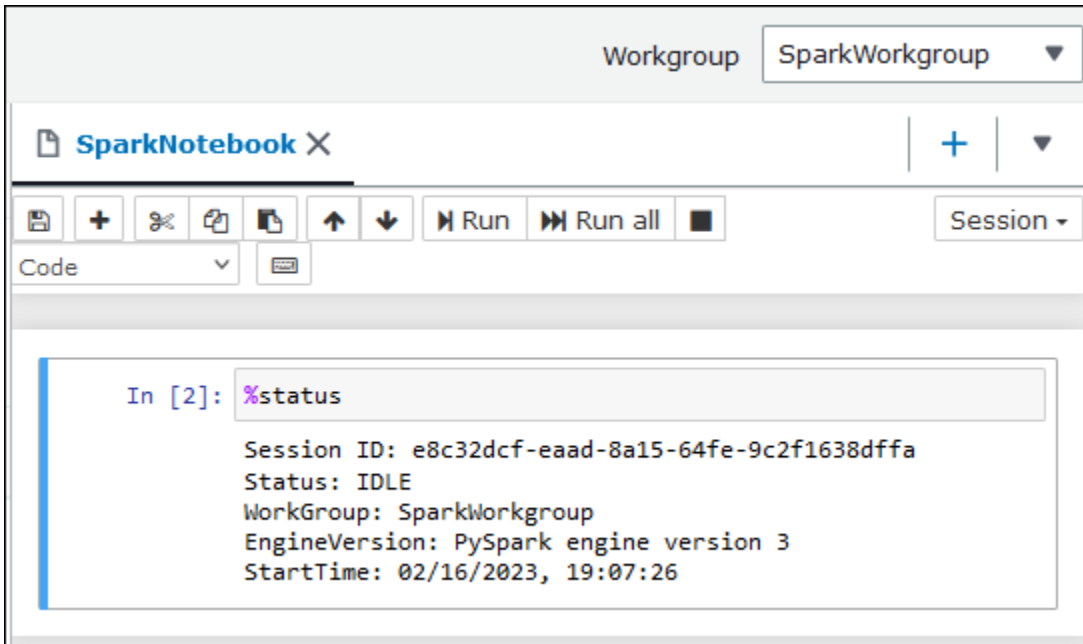 Workgroup SparkWorkgroup
SparkNotebook
Run Run all Session
Code
In [2]: %status
Session ID: e8c32dcf-eaad-8a15-64fe-9c2f1638dffa
Status: IDLE
WorkGroup: SparkWorkgroup
EngineVersion: PySpark engine version 3
StartTime: 02/16/2023, 19:07:26